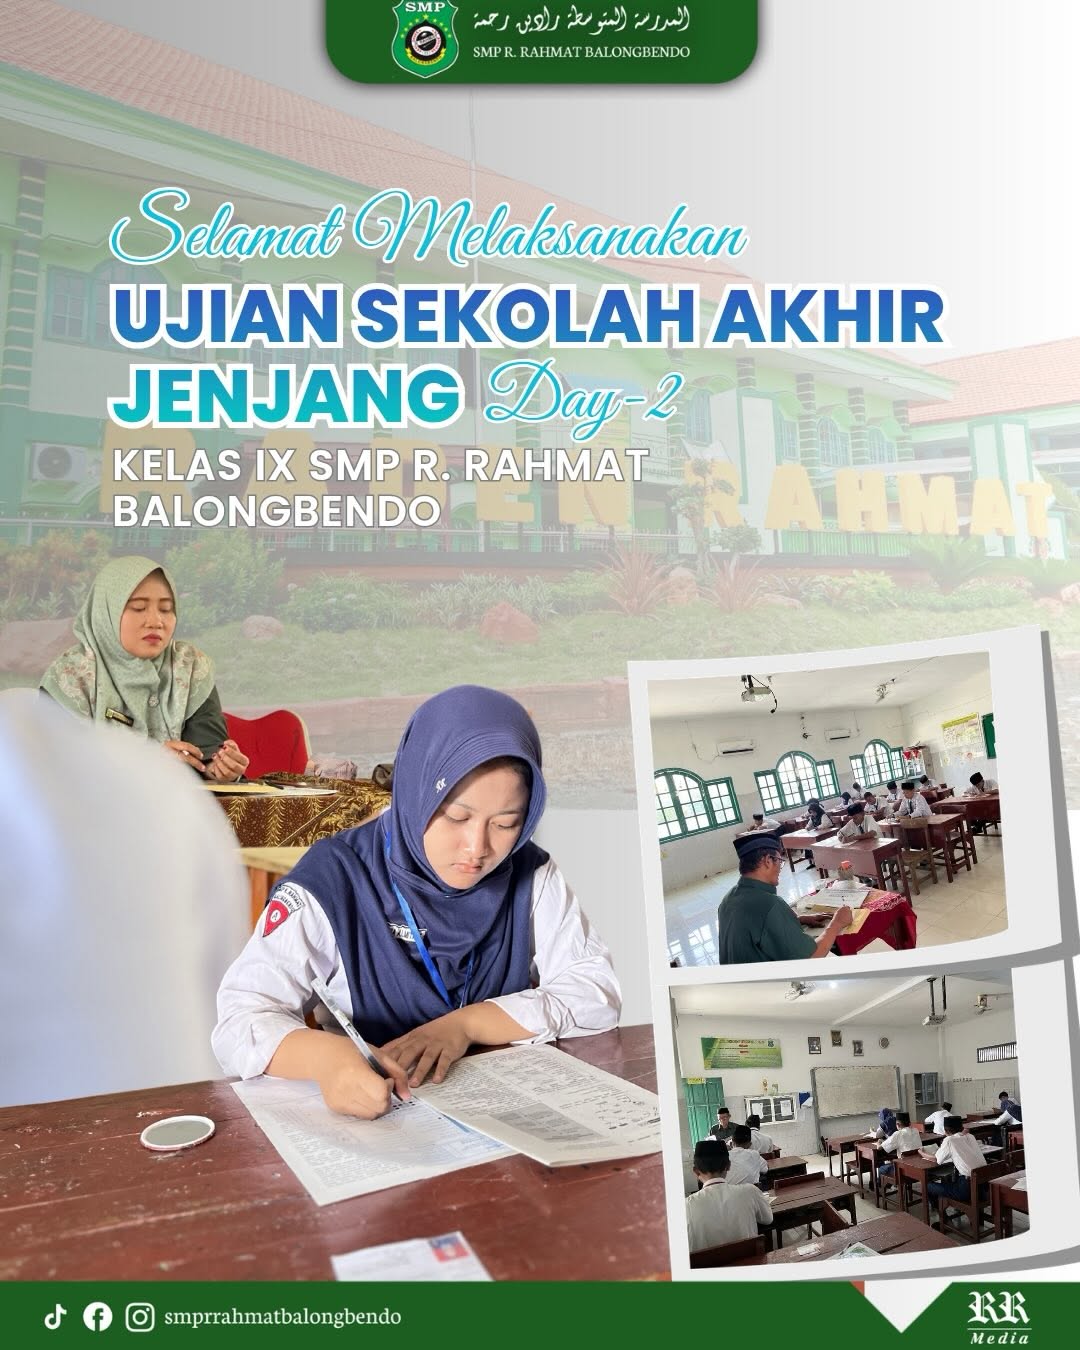 SMP
المدرسة المتوسطة رادين رحمة
SMP R. RAHMAT BALONGBENDO
Selamat Melaksanakan
UJIAN SEKOLAH AKHIR
JENJANG Day-2
KELAS IX SMP R. RAHMAT
BALONGBENDO
RADEN RAHMAT
smprrahmatbalongbendo
RR
Media